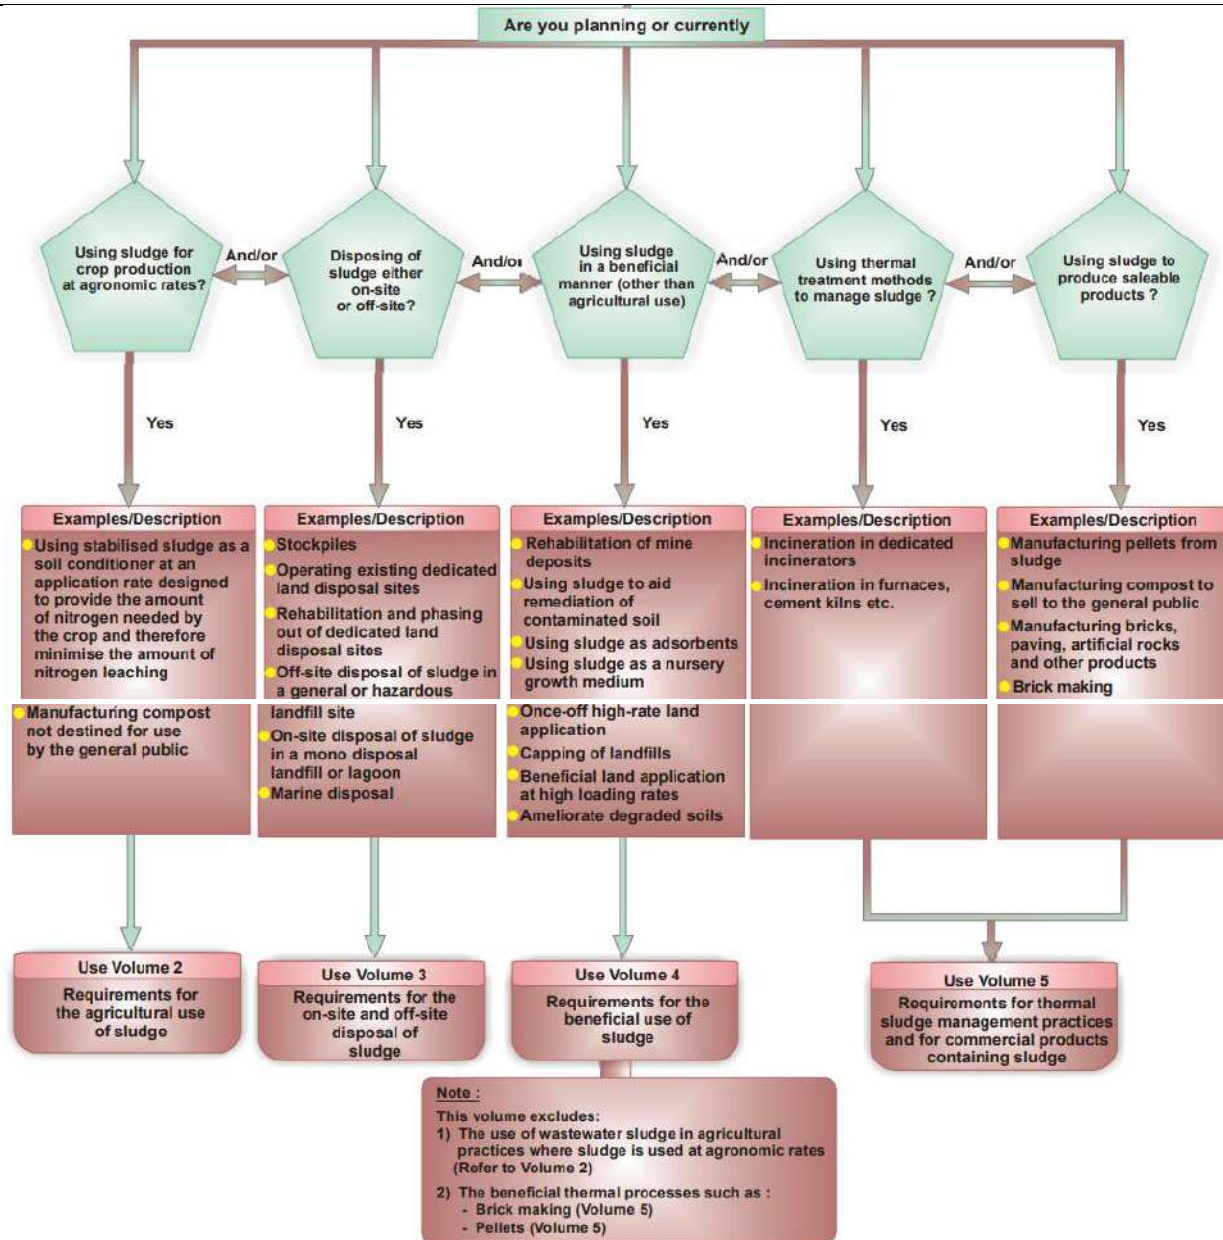 Are you planning or currently
Using sludge for
crop production
at agronomic rates?
And/or
Disposing of
sludge either
on-site
or off-site?
And/or
Using sludge
in a beneficial
manner (other than
agricultural use)
And/or
Using thermal
treatment methods
to manage sludge ?
And/or
Using sludge to
produce saleable
products ?
Yes
Yes
Yes
Yes
Yes
Examples/Description
Using stabilised sludge as a
soil conditioner at an
application rate designed
to provide the amount
of nitrogen needed by
the crop and therefore
minimise the amount of
nitrogen leaching
Manufacturing compost
not destined for use
by the general public
Examples/Description
Stockpiles
Operating existing dedicated
land disposal sites
Rehabilitation and phasing
out of dedicated land
disposal sites
Off-site disposal of sludge in
a general or hazardous
landfill site
On-site disposal of sludge
in a mono disposal
landfill or lagoon
Marine disposal
Examples/Description
Rehabilitation of mine
deposits
Using sludge to aid
remediation of
contaminated soil
Using sludge as adsorbents
Using sludge as a nursery
growth medium
Once-off high-rate land
application
Capping of landfills
Beneficial land application
at high loading rates
Ameliorate degraded soils
Examples/Description
Incineration in dedicated
incinerators
Incineration in furnaces,
cement kilns etc.
Examples/Description
Manufacturing pellets from
sludge
Manufacturing compost to
sell to the general public
Manufacturing bricks,
paving, artificial rocks
and other products
Brick making
Use Volume 2
Requirements for
the agricultural use
of sludge
Use Volume 3
Requirements for the
on-site and off-site
disposal of
sludge
Use Volume 4
Requirements for the
beneficial use of
sludge
Use Volume 5
Requirements for thermal
sludge management practices
and for commercial products
containing sludge
Note :
This volume excludes:
1) The use of wastewater sludge in agricultural
practices where sludge is used at agronomic rates
(Refer to Volume 2)
2) The beneficial thermal processes such as :
- Brick making (Volume 5)
- Pellets (Volume 5)